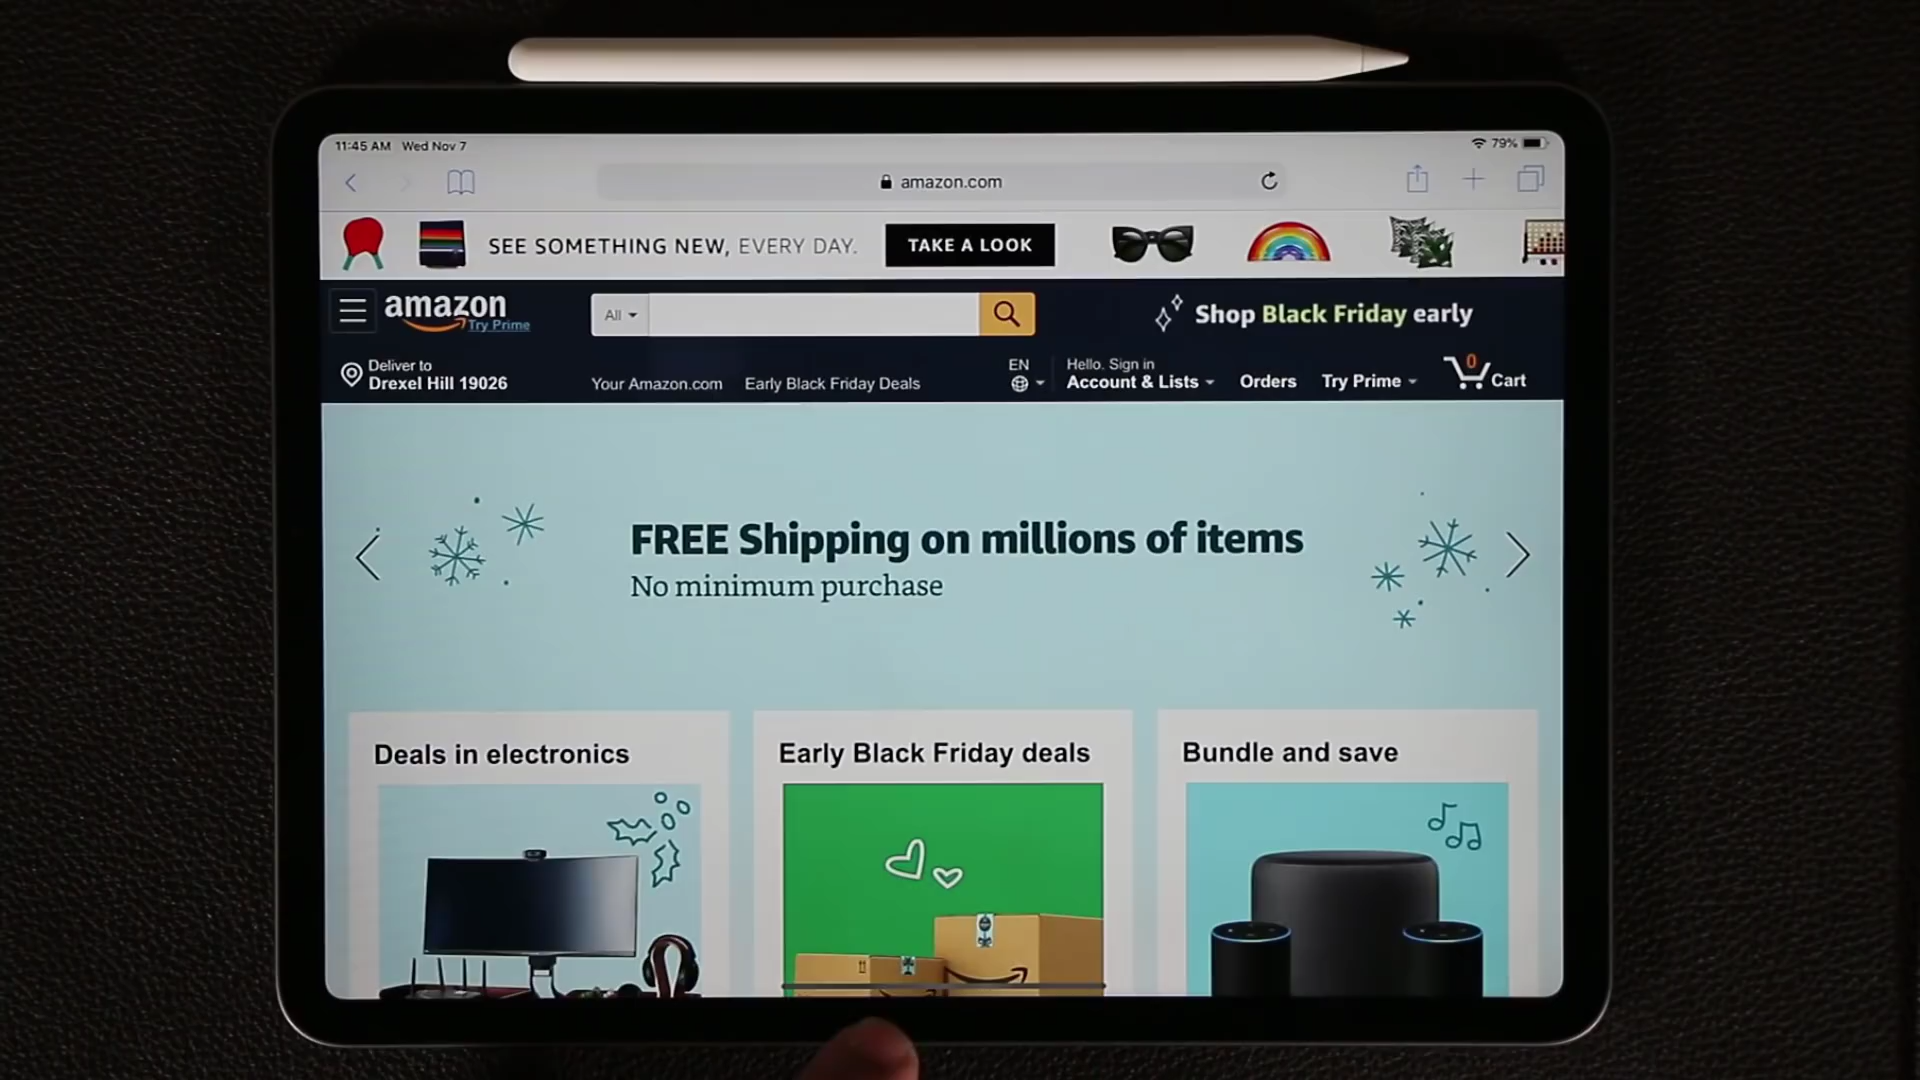 11:45 AM Wed Nov 7
79%
amazon.com
SEE SOMETHING NEW, EVERY DAY.
TAKE A LOOK
amazon
Try Prime
All
Shop Black Friday early
Deliver to
Drexel Hill 19026
Your Amazon.com
Early Black Friday Deals
EN
Hello. Sign in
Account & Lists
Orders
Try Prime
0
Cart
FREE Shipping on millions of items
No minimum purchase
Deals in electronics
Early Black Friday deals
Bundle and save